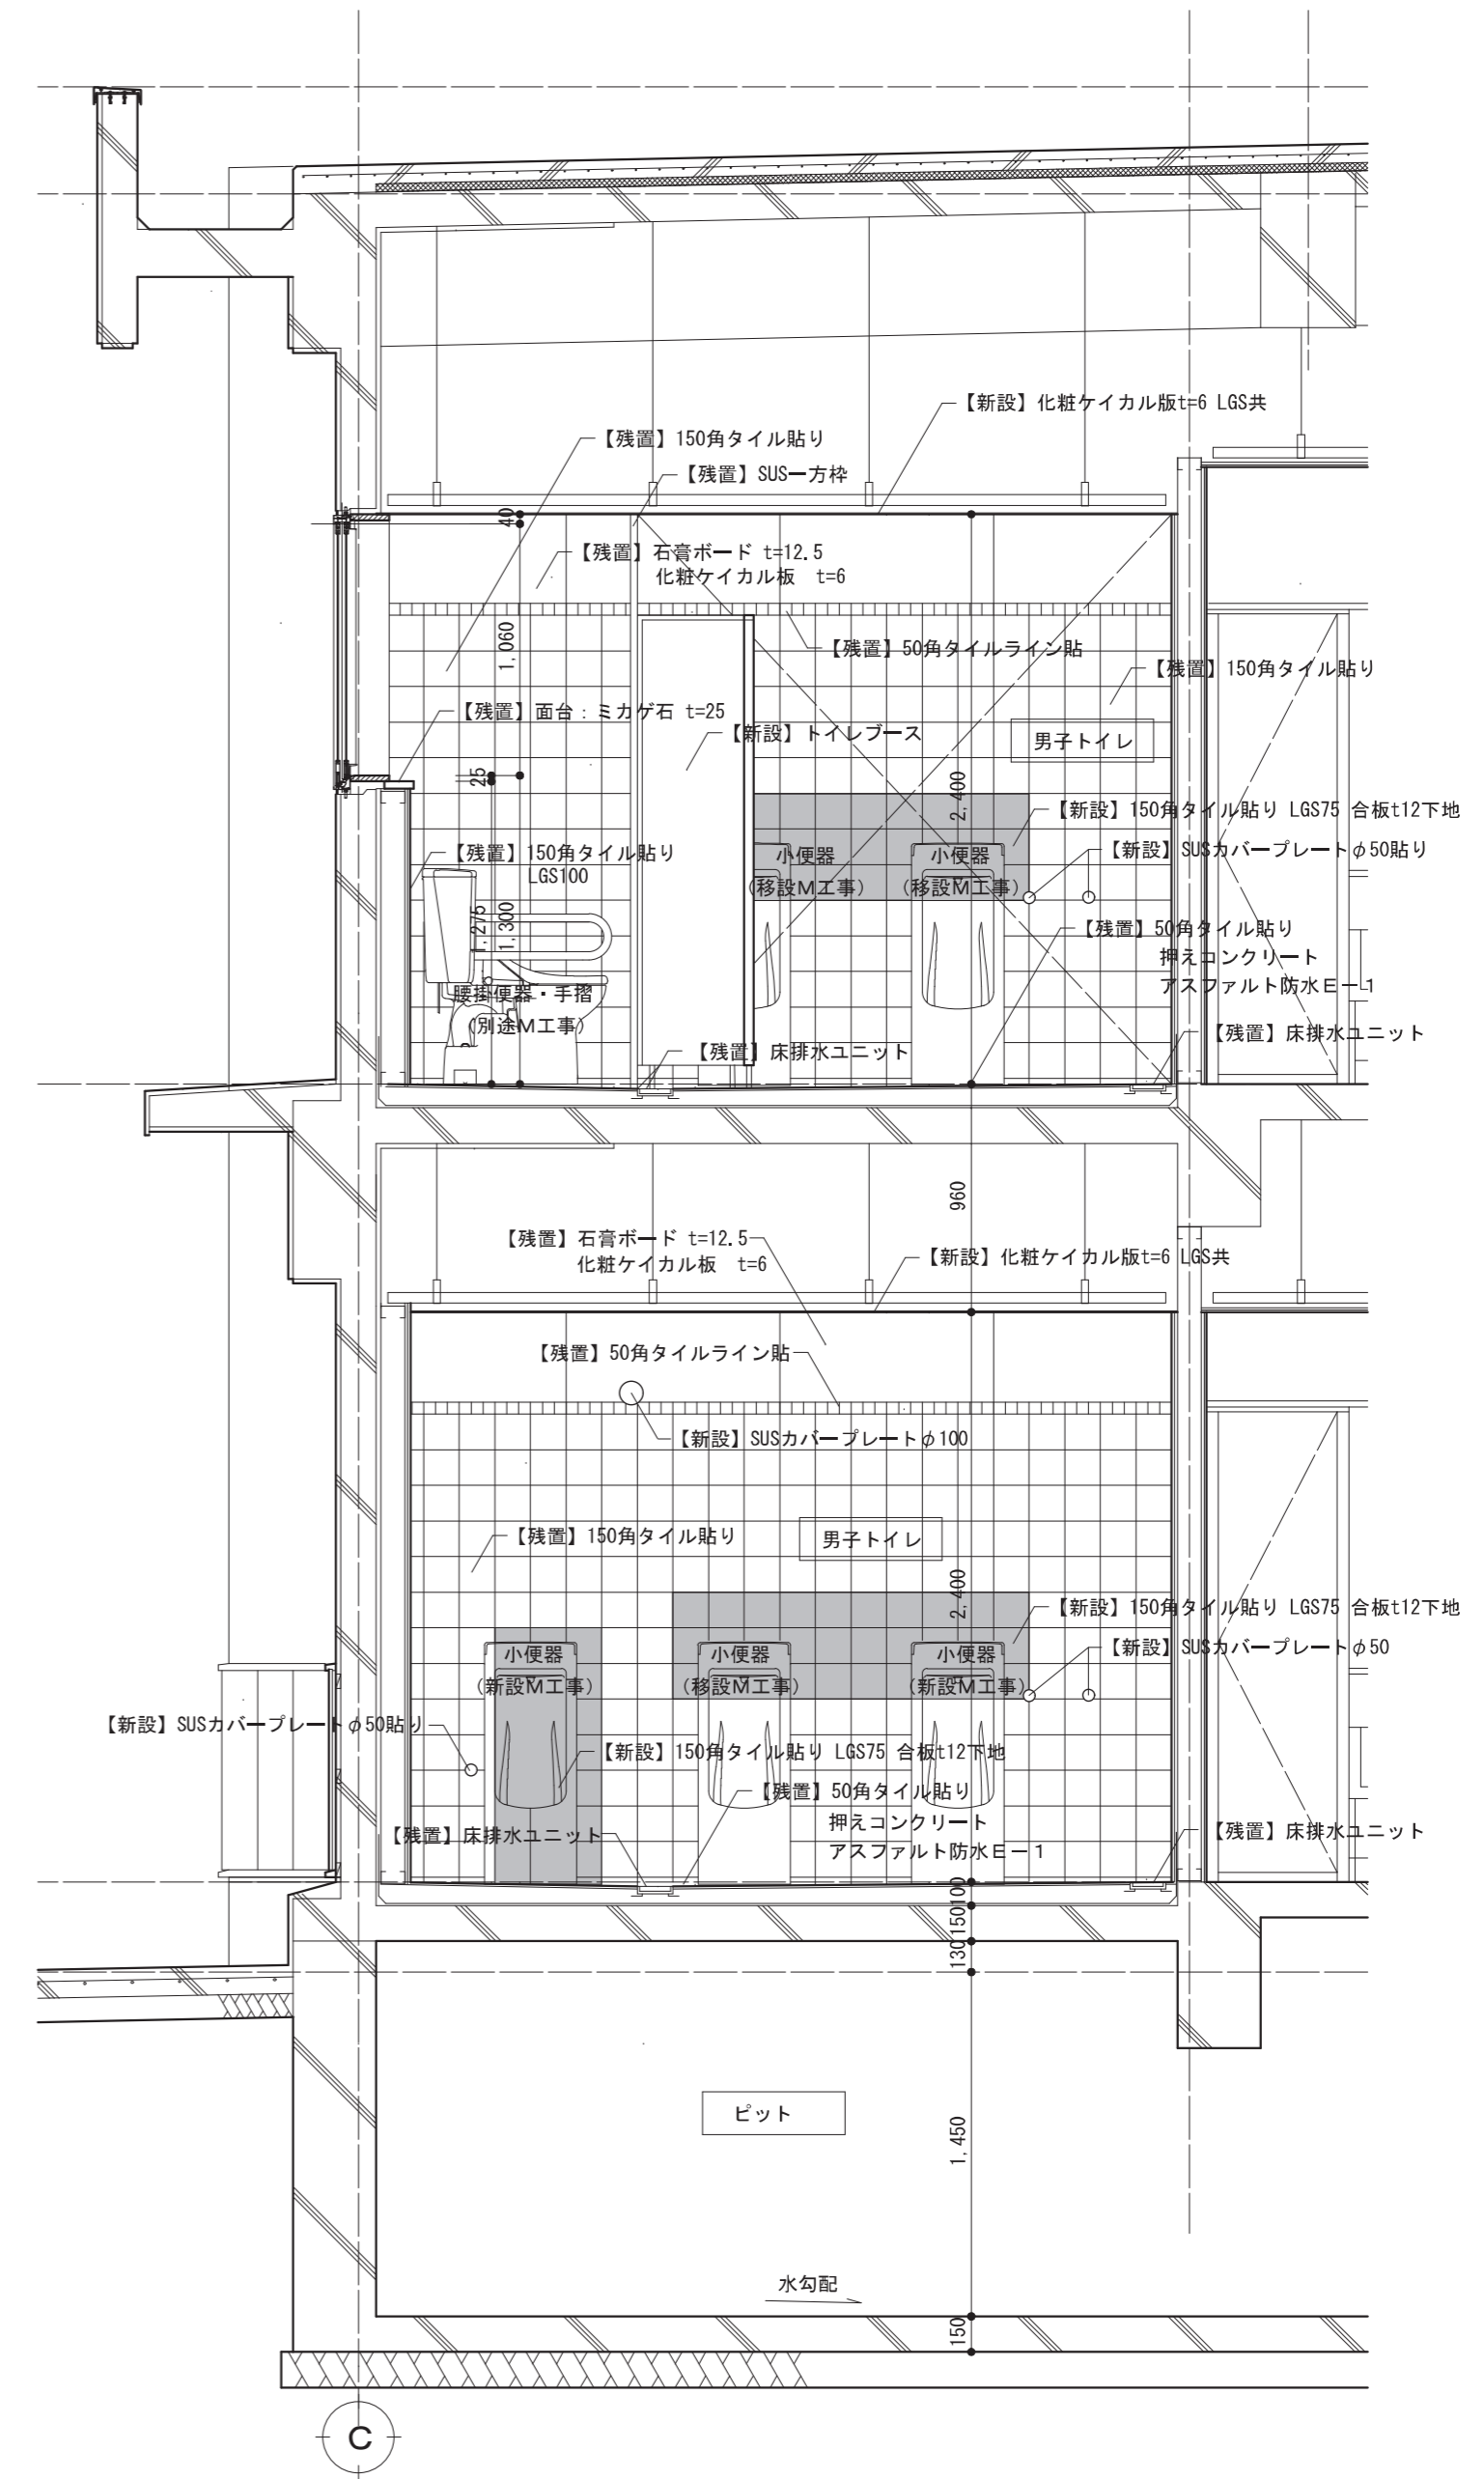 【新設】化粧ケイカル版t=6 LGS共
【残置】150角タイル貼り
【残置】SUS一方枠
40
【残置】石膏ボード t=12.5
化粧ケイカル板 t=6
1,060
【残置】50角タイルライン貼
【残置】150角タイル貼り
【残置】面台：ミカゲ石 t=25
【新設】トイレブース
男子トイレ
25
2,400
【新設】150角タイル貼り LGS75 合板t12下地
【残置】150角タイル貼り
LGS100
小便器
（移設M工事）
小便器
（移設M工事）
【新設】SUSカバープレートφ50貼り
1,275
1,300
【残置】50角タイル貼り
押えコンクリート
アスファルト防水E－1
腰掛便器・手摺
（別途M工事）
【残置】床排水ユニット
【残置】床排水ユニット
960
【残置】石膏ボード t=12.5
化粧ケイカル板 t=6
【新設】化粧ケイカル版t=6 LGS共
【残置】50角タイルライン貼
【新設】SUSカバープレートφ100
【残置】150角タイル貼り
男子トイレ
2,400
【新設】150角タイル貼り LGS75 合板t12下地
小便器
（新設M工事）
小便器
（移設M工事）
小便器
（新設M工事）
【新設】SUSカバープレートφ50
【新設】SUSカバープレートφ50貼り
【新設】150角タイル貼り LGS75 合板t12下地
【残置】50角タイル貼り
押えコンクリート
アスファルト防水E－1
【残置】床排水ユニット
【残置】床排水ユニット
100
150
130
ピット
1,450
水勾配
150
C